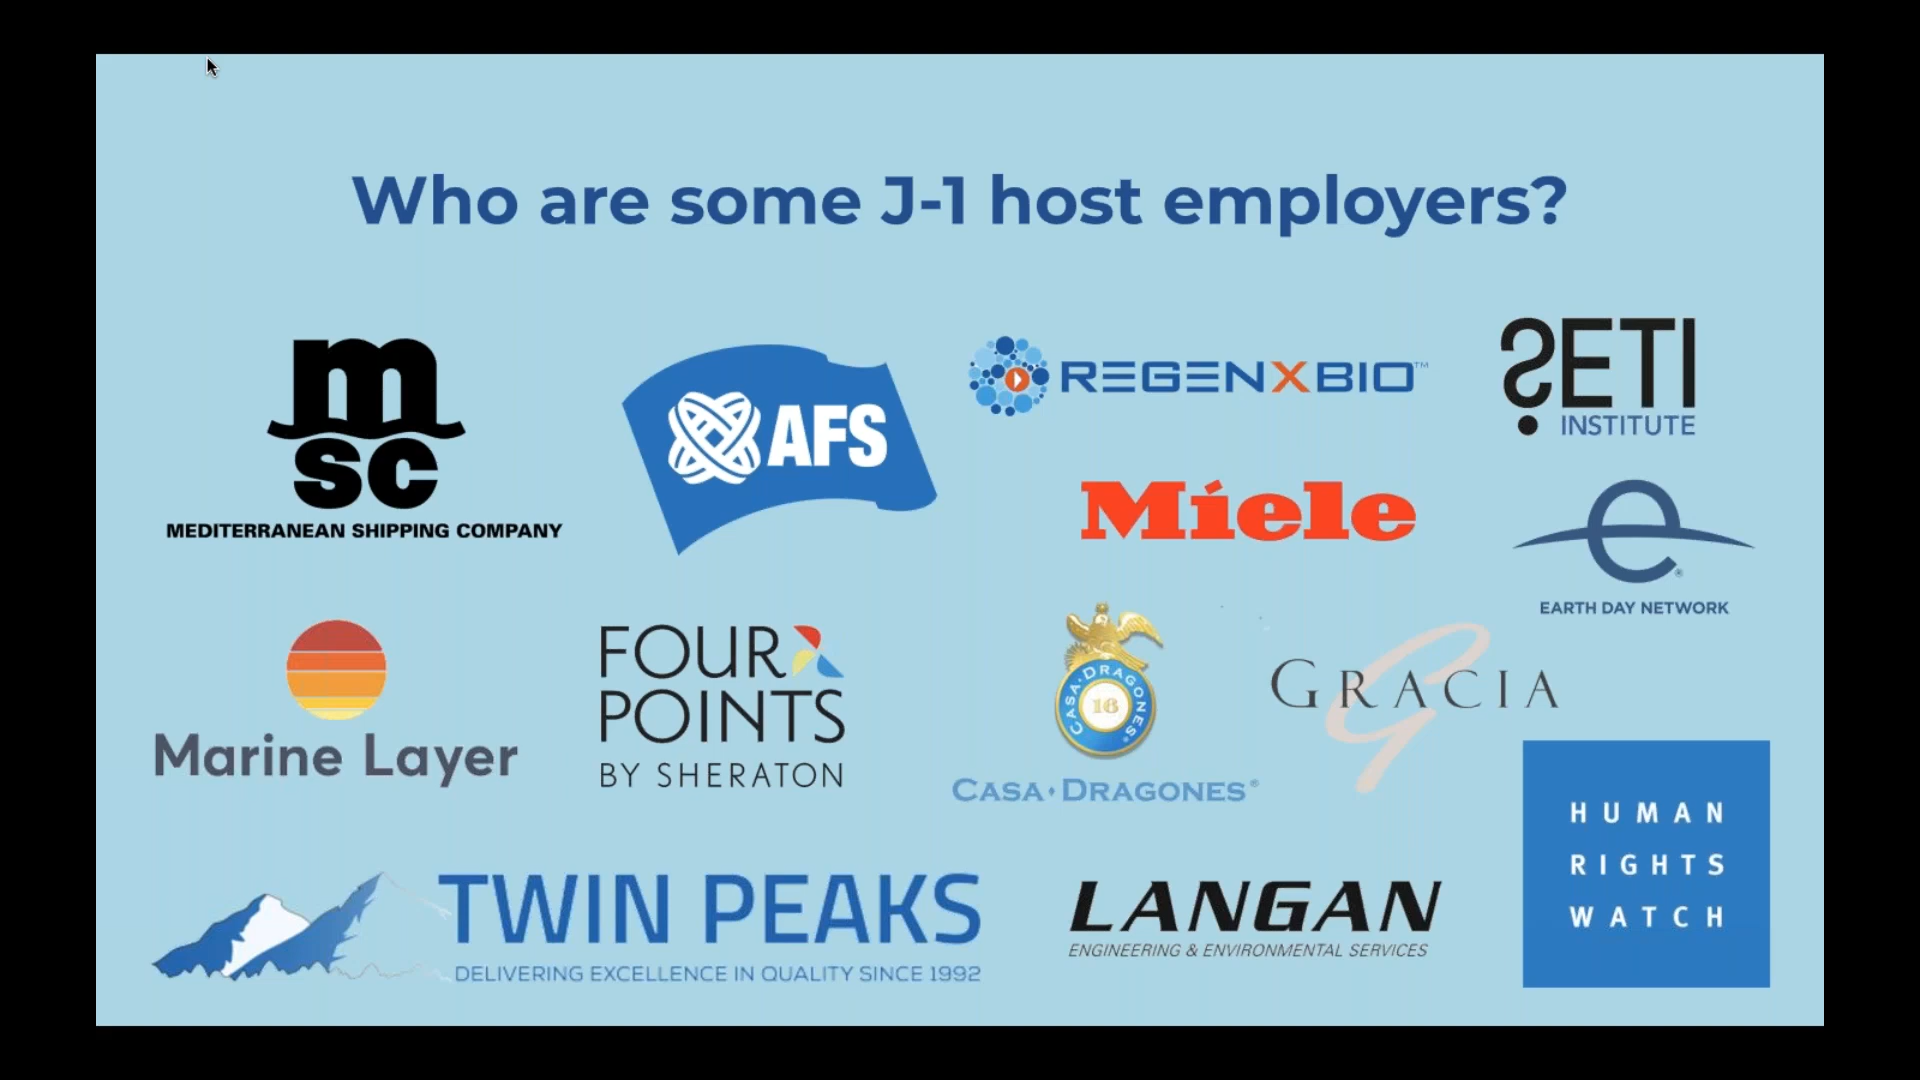 Who are some J-1 host employers?
msc
MEDITERRANEAN SHIPPING COMPANY
AFS
REGENXBIO™
SETI
INSTITUTE
Miele
e®
EARTH DAY NETWORK
Marine Layer
FOUR
POINTS
BY SHERATON
CASA·DRAGONES®
16
CASA·DRAGONES®
G
GRACIA
HUMAN
RIGHTS
WATCH
TWIN PEAKS
DELIVERING EXCELLENCE IN QUALITY SINCE 1992
LANGAN
ENGINEERING & ENVIRONMENTAL SERVICES